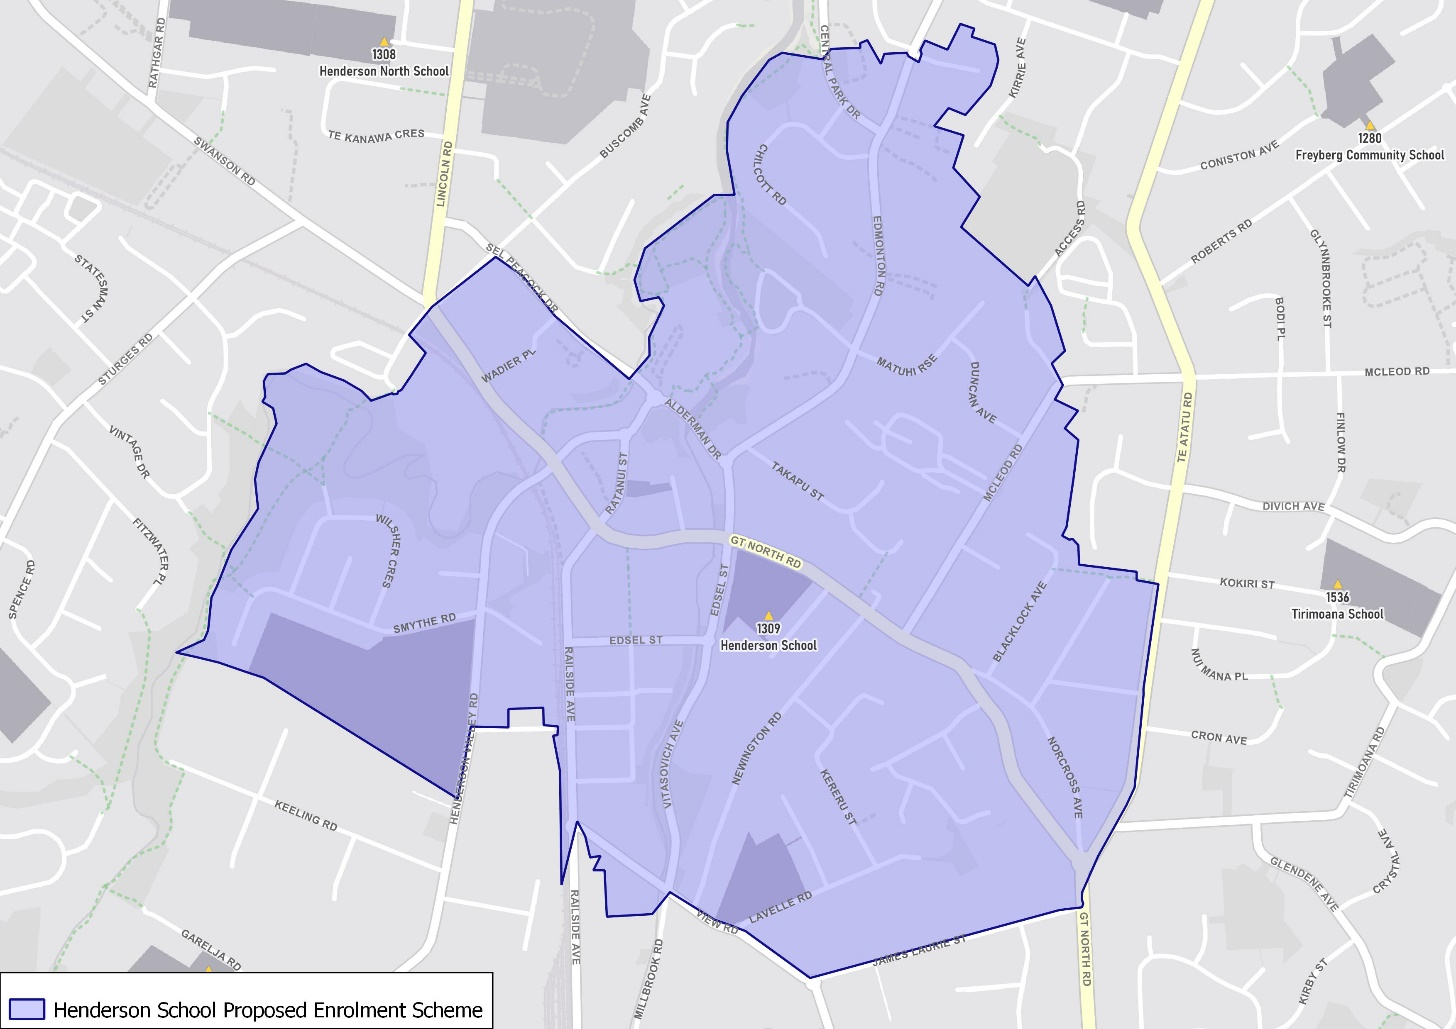 RATHGAR RD
1308
Henderson North School
TE KANAWA CRES
SWANSON RD
LINCOLN RD
BUSCOMB AVE
CENTRAL PARK DR
KIRRIE AVE
1280
Freyberg Community School
CONISTON AVE
CHILCOTT RD
EDMONTON RD
ACCESS RD
ROBERTS RD
GLYNNBROOKE ST
STATESMAN ST
SEL PEACOCK DR
BODI PL
STURGES RD
WADIER PL
MATUHI RSE
DUNCAN AVE
MCLEOD RD
ALDERMAN DR
TE ATATU RD
VINTAGE DR
RATANUI ST
TAKAPU ST
MCLEOD RD
FINLOW DR
DIVICH AVE
FITZWATER PL
WILSHER CRES
GT NORTH RD
SPENCE RD
EDSEL ST
KOKIRI ST
1536
Tirimoana School
SMYTHE RD
1309
Henderson School
EDSEL ST
BLACKLOCK AVE
NUI MANA PL
RAILSIDE AVE
HENDERSON VALLEY RD
VITASOVICH AVE
NEWINGTON RD
NORCROSS AVE
CRON AVE
TIRIMOANA RD
KEELING RD
KERERU ST
CRYSTAL AVE
GLENDENE AVE
RAILSIDE AVE
VIEW RD
LAVELLE RD
GARELJA RD
MILLBROOK RD
JAMES LAURIE ST
GT NORTH RD
KIRBY ST
Henderson School Proposed Enrolment Scheme